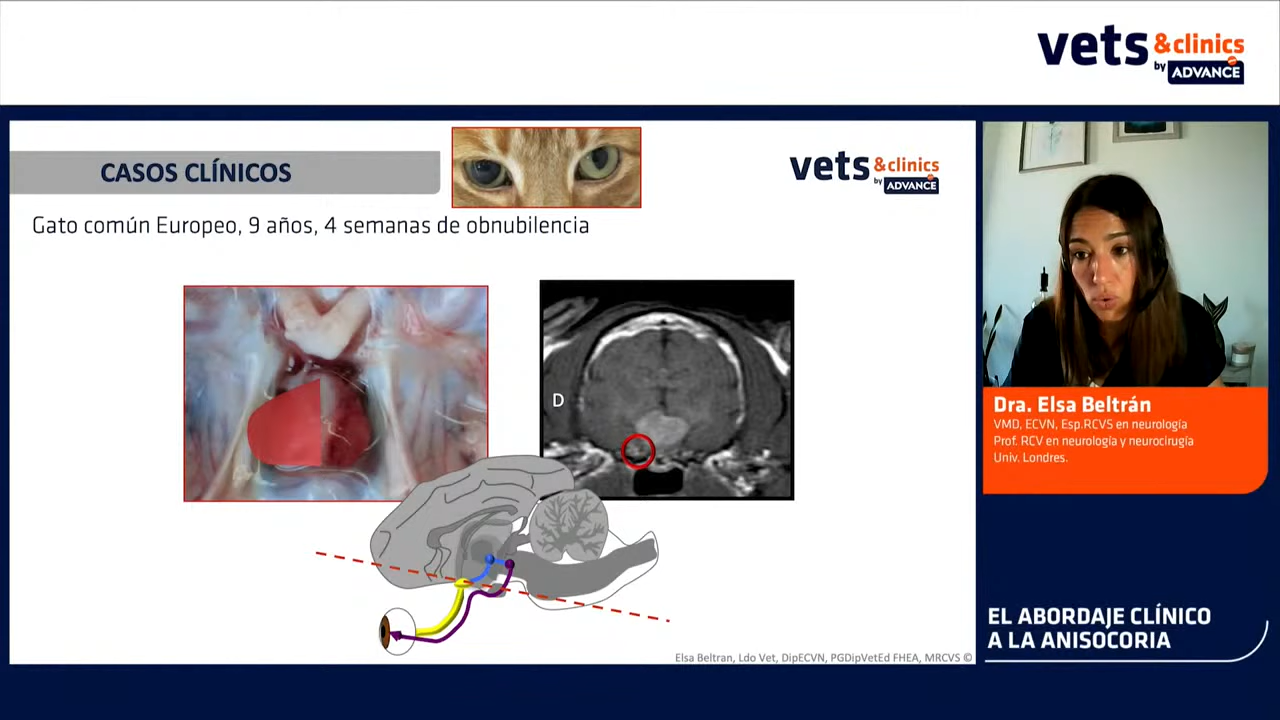 vets &clinics
by ADVANCE
CASOS CLÍNICOS
vets &clinics
by ADVANCE
Gato común Europeo, 9 años, 4 semanas de obnubilencia
D
Elsa Beltran, Ldo Vet, DipECVN, PGDipVetEd FHEA, MRCVS ©
Dra. Elsa Beltrán
VMD, ECVN, Esp.RCVS en neurología
Prof. RCV en neurología y neurocirugía
Univ. Londres.
EL ABORDAJE CLÍNICO
A LA ANISOCORIA